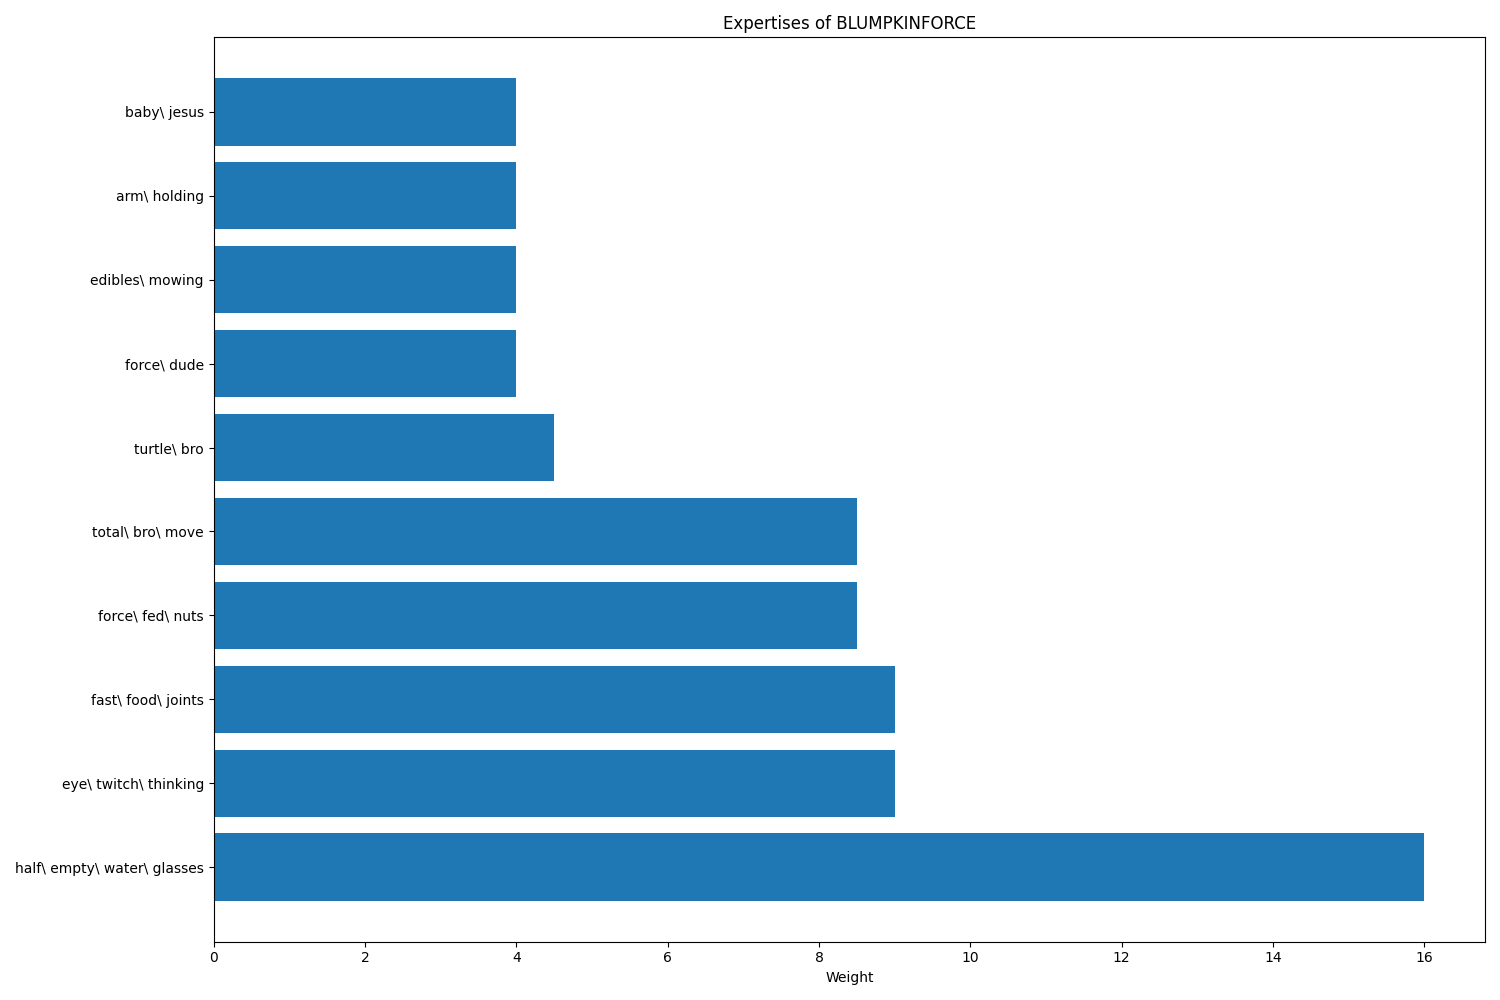 Expertises of BLUMPKINFORCE
baby\ jesus
arm\ holding
edibles\ mowing
force\ dude
turtle\ bro
total\ bro\ move
force\ fed\ nuts
fast\ food\ joints
eye\ twitch\ thinking
half\ empty\ water\ glasses
0 2 4 6 8 10 12 14 16
Weight